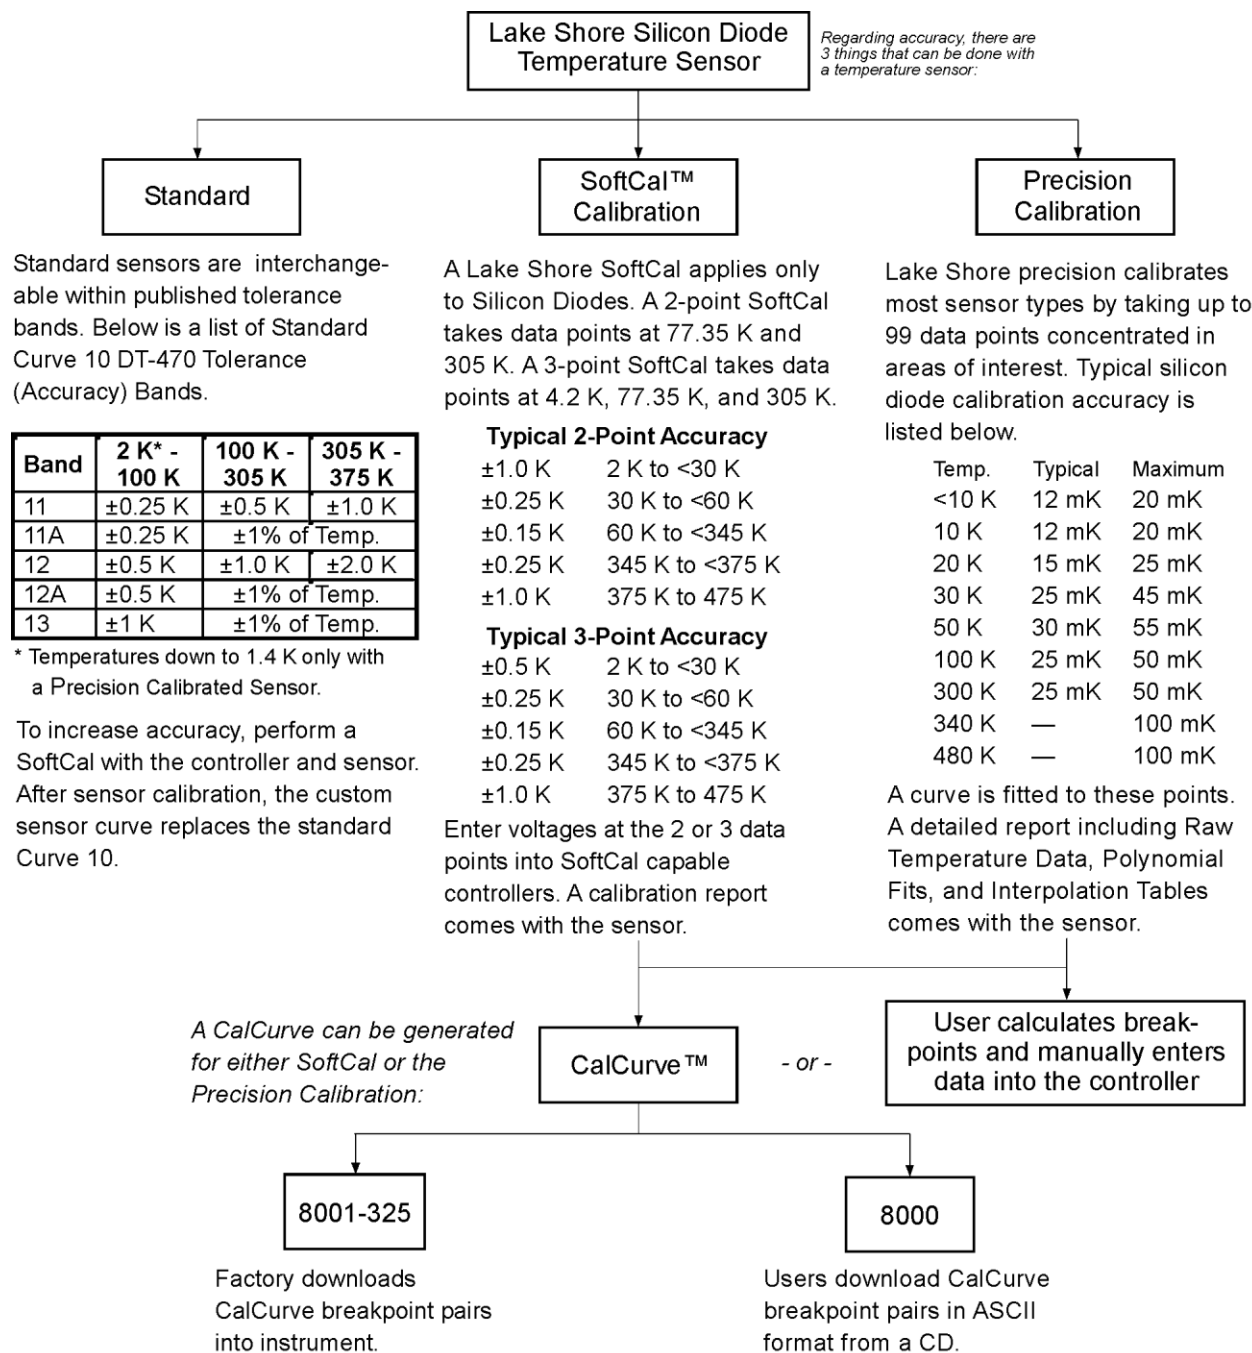 Lake Shore Silicon Diode
Temperature Sensor
Regarding accuracy, there are
3 things that can be done with
a temperature sensor:
Standard
Standard sensors are interchange-
able within published tolerance
bands. Below is a list of Standard
Curve 10 DT-470 Tolerance
(Accuracy) Bands.
Band 2 K* - 100 K 100 K - 305 K 305 K - 375 K
11 ±0.25 K ±0.5 K ±1.0 K
11A ±0.25 K ±1% of Temp.
12 ±0.5 K ±1.0 K ±2.0 K
12A ±0.5 K ±1% of Temp.
13 ±1 K ±1% of Temp.
* Temperatures down to 1.4 K only with
a Precision Calibrated Sensor.
To increase accuracy, perform a
SoftCal with the controller and sensor.
After sensor calibration, the custom
sensor curve replaces the standard
Curve 10.
SoftCal™
Calibration
A Lake Shore SoftCal applies only
to Silicon Diodes. A 2-point SoftCal
takes data points at 77.35 K and
305 K. A 3-point SoftCal takes data
points at 4.2 K, 77.35 K, and 305 K.
Typical 2-Point Accuracy
±1.0 K 2 K to <30 K
±0.25 K 30 K to <60 K
±0.15 K 60 K to <345 K
±0.25 K 345 K to <375 K
±1.0 K 375 K to 475 K
Typical 3-Point Accuracy
±0.5 K 2 K to <30 K
±0.25 K 30 K to <60 K
±0.15 K 60 K to <345 K
±0.25 K 345 K to <375 K
±1.0 K 375 K to 475 K
Enter voltages at the 2 or 3 data
points into SoftCal capable
controllers. A calibration report
comes with the sensor.
Precision
Calibration
Lake Shore precision calibrates
most sensor types by taking up to
99 data points concentrated in
areas of interest. Typical silicon
diode calibration accuracy is
listed below.
Temp. Typical Maximum
<10 K 12 mK 20 mK
10 K 12 mK 20 mK
20 K 15 mK 25 mK
30 K 25 mK 45 mK
50 K 30 mK 55 mK
100 K 25 mK 50 mK
300 K 25 mK 50 mK
340 K — 100 mK
480 K — 100 mK
A curve is fitted to these points.
A detailed report including Raw
Temperature Data, Polynomial
Fits, and Interpolation Tables
comes with the sensor.
A CalCurve can be generated
for either SoftCal or the
Precision Calibration:
CalCurve™
- or -
User calculates break-
points and manually enters
data into the controller
8001-325
Factory downloads
CalCurve breakpoint pairs
into instrument.
8000
Users download CalCurve
breakpoint pairs in ASCII
format from a CD.